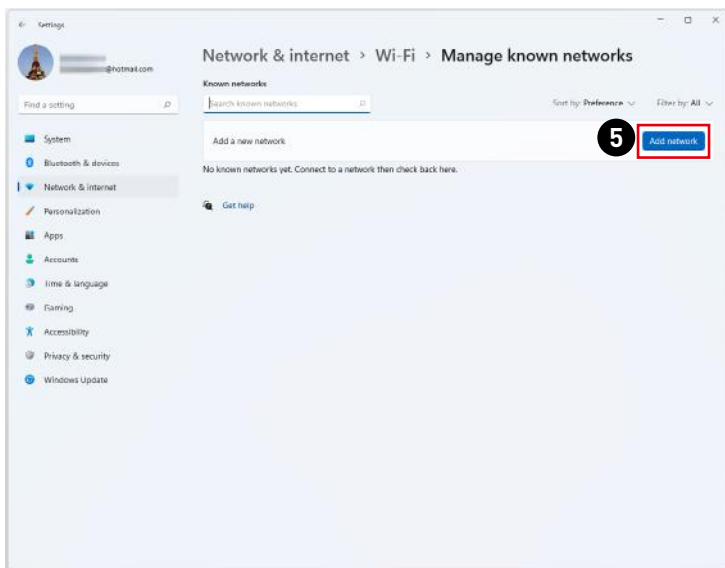 Settings
@hotmail.com
Network & internet > Wi-Fi > Manage known networks
Known networks
Find a setting
Search known networks
Sort by: Preference
Filter by: All
System
Add a new network
5
Add network
Bluetooth & devices
No known networks yet. Connect to a network then check back here.
Network & internet
Get help
Personalization
Apps
Accounts
Time & language
Gaming
Accessibility
Privacy & security
Windows Update